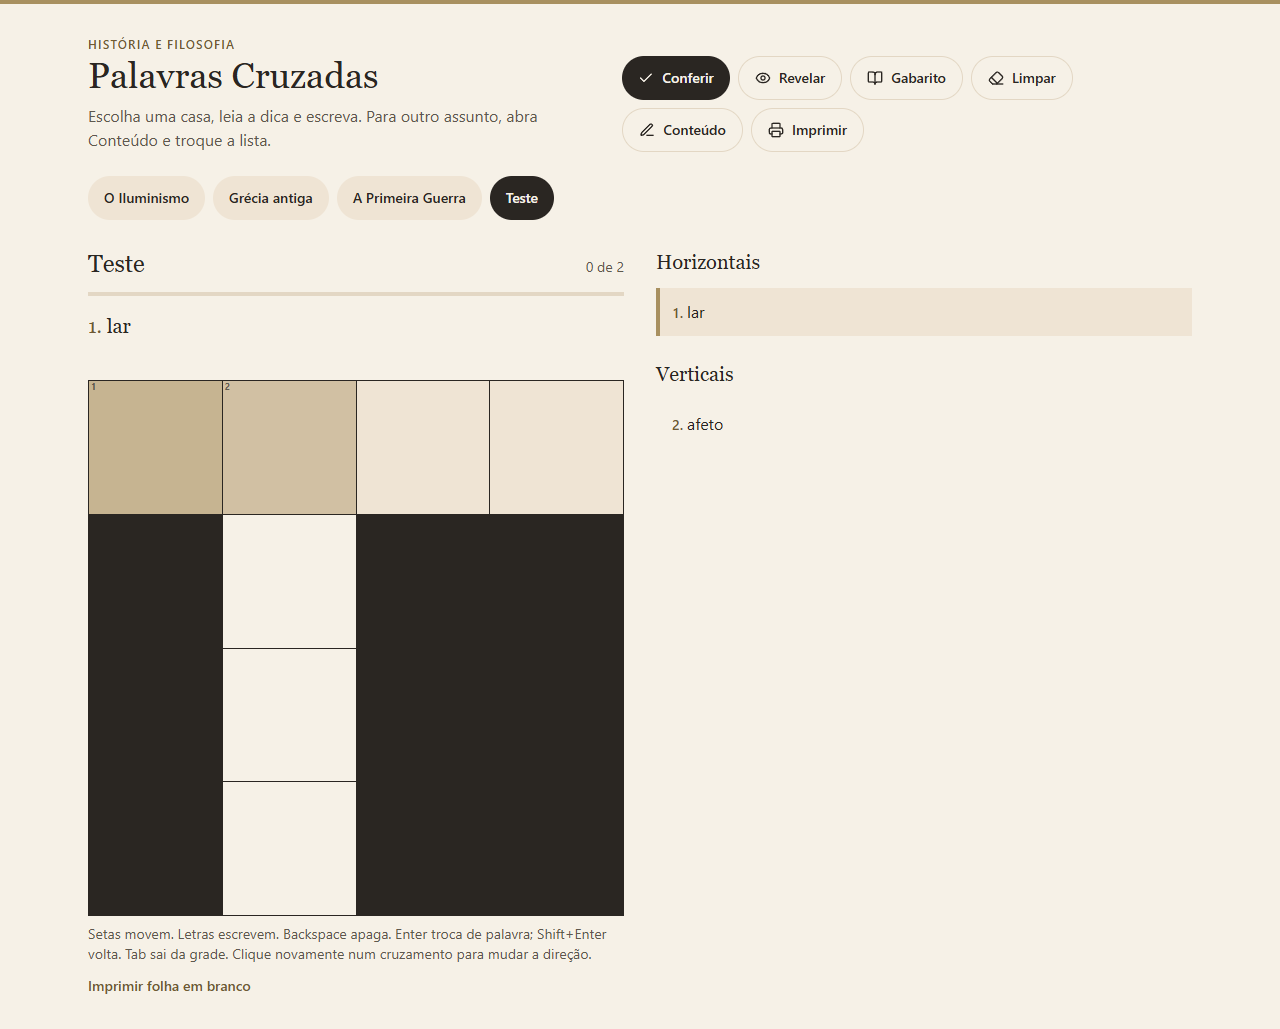 HISTÓRIA E FILOSOFIA
Palavras Cruzadas
Escolha uma casa, leia a dica e escreva. Para outro assunto, abra
Conteúdo e troque a lista.
Conferir
Revelar
Gabarito
Limpar
Conteúdo
Imprimir
O Iluminismo
Grécia antiga
A Primeira Guerra
Teste
Teste
0 de 2
1. lar
1
2
Setas movem. Letras escrevem. Backspace apaga. Enter troca de palavra; Shift+Enter
volta. Tab sai da grade. Clique novamente num cruzamento para mudar a direção.
Imprimir folha em branco
Horizontais
1. lar
Verticais
2. afeto